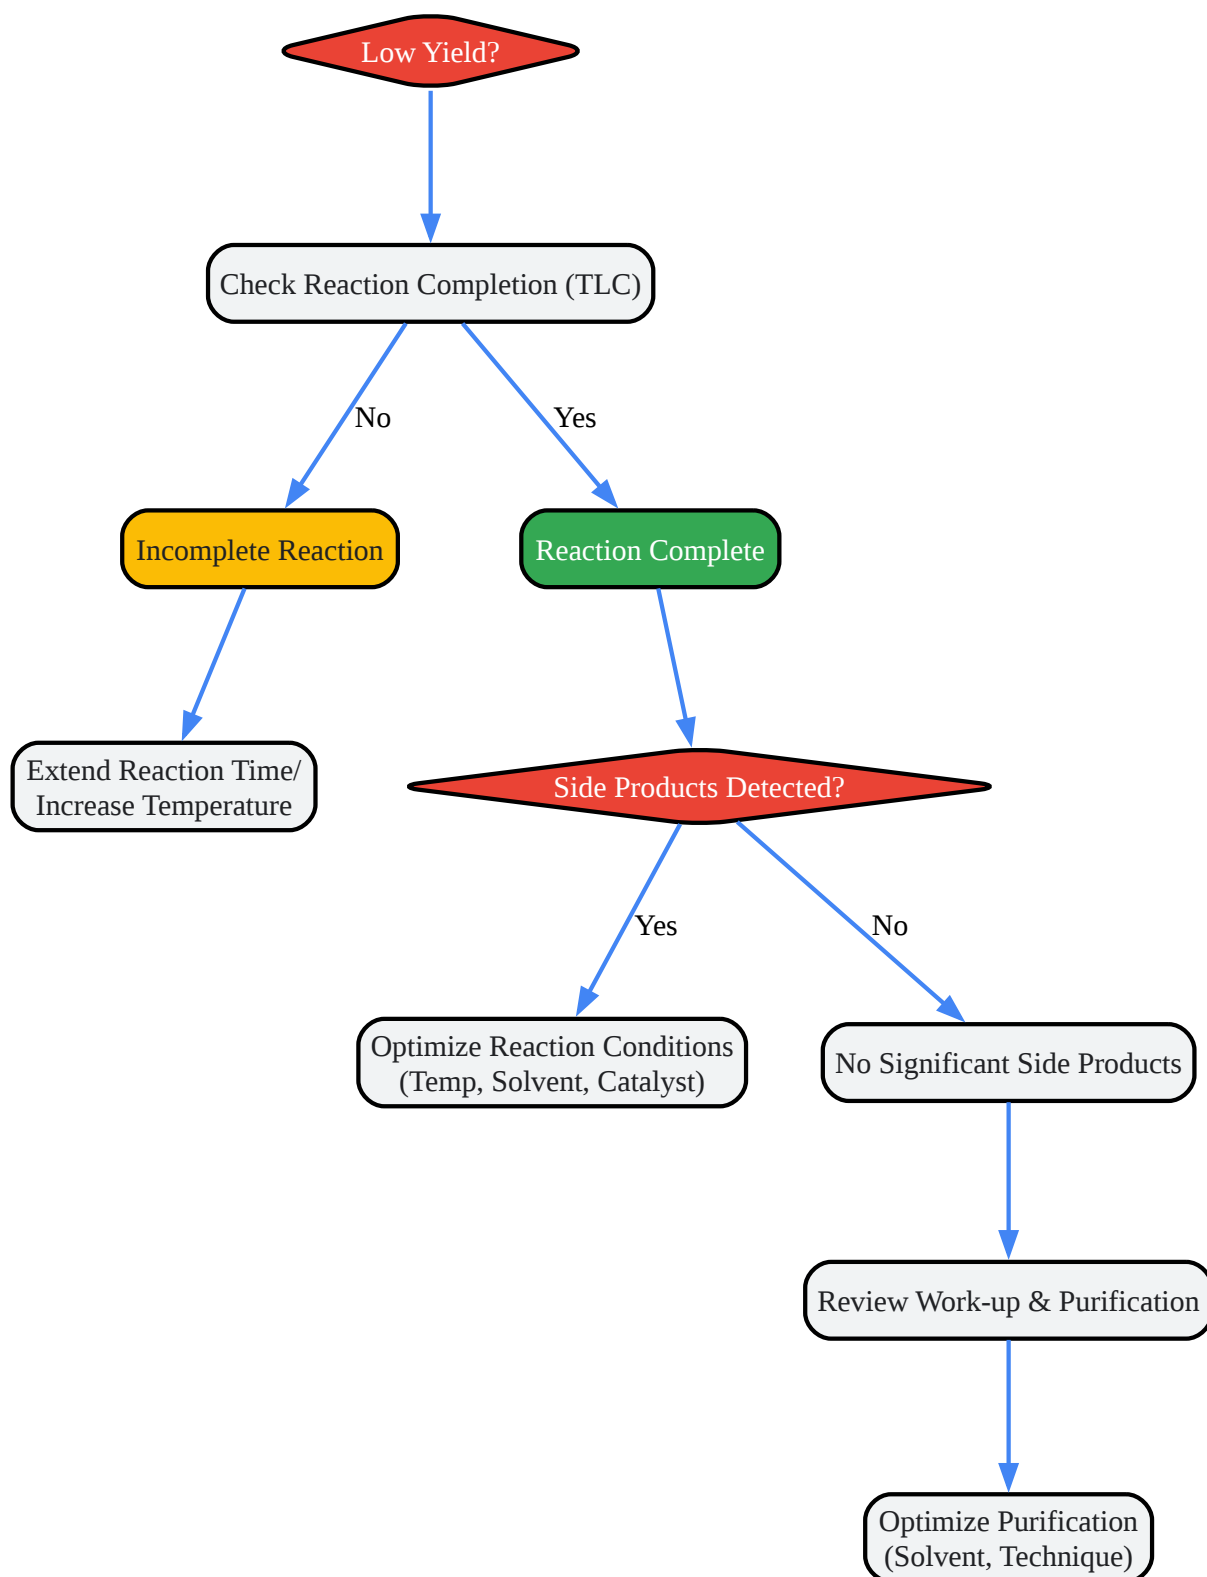 Low Yield?
Check Reaction Completion (TLC)
No
Yes
Incomplete Reaction
Reaction Complete
Extend Reaction Time/
Increase Temperature
Side Products Detected?
Yes
No
Optimize Reaction Conditions
(Temp, Solvent, Catalyst)
No Significant Side Products
Review Work-up & Purification
Optimize Purification
(Solvent, Technique)